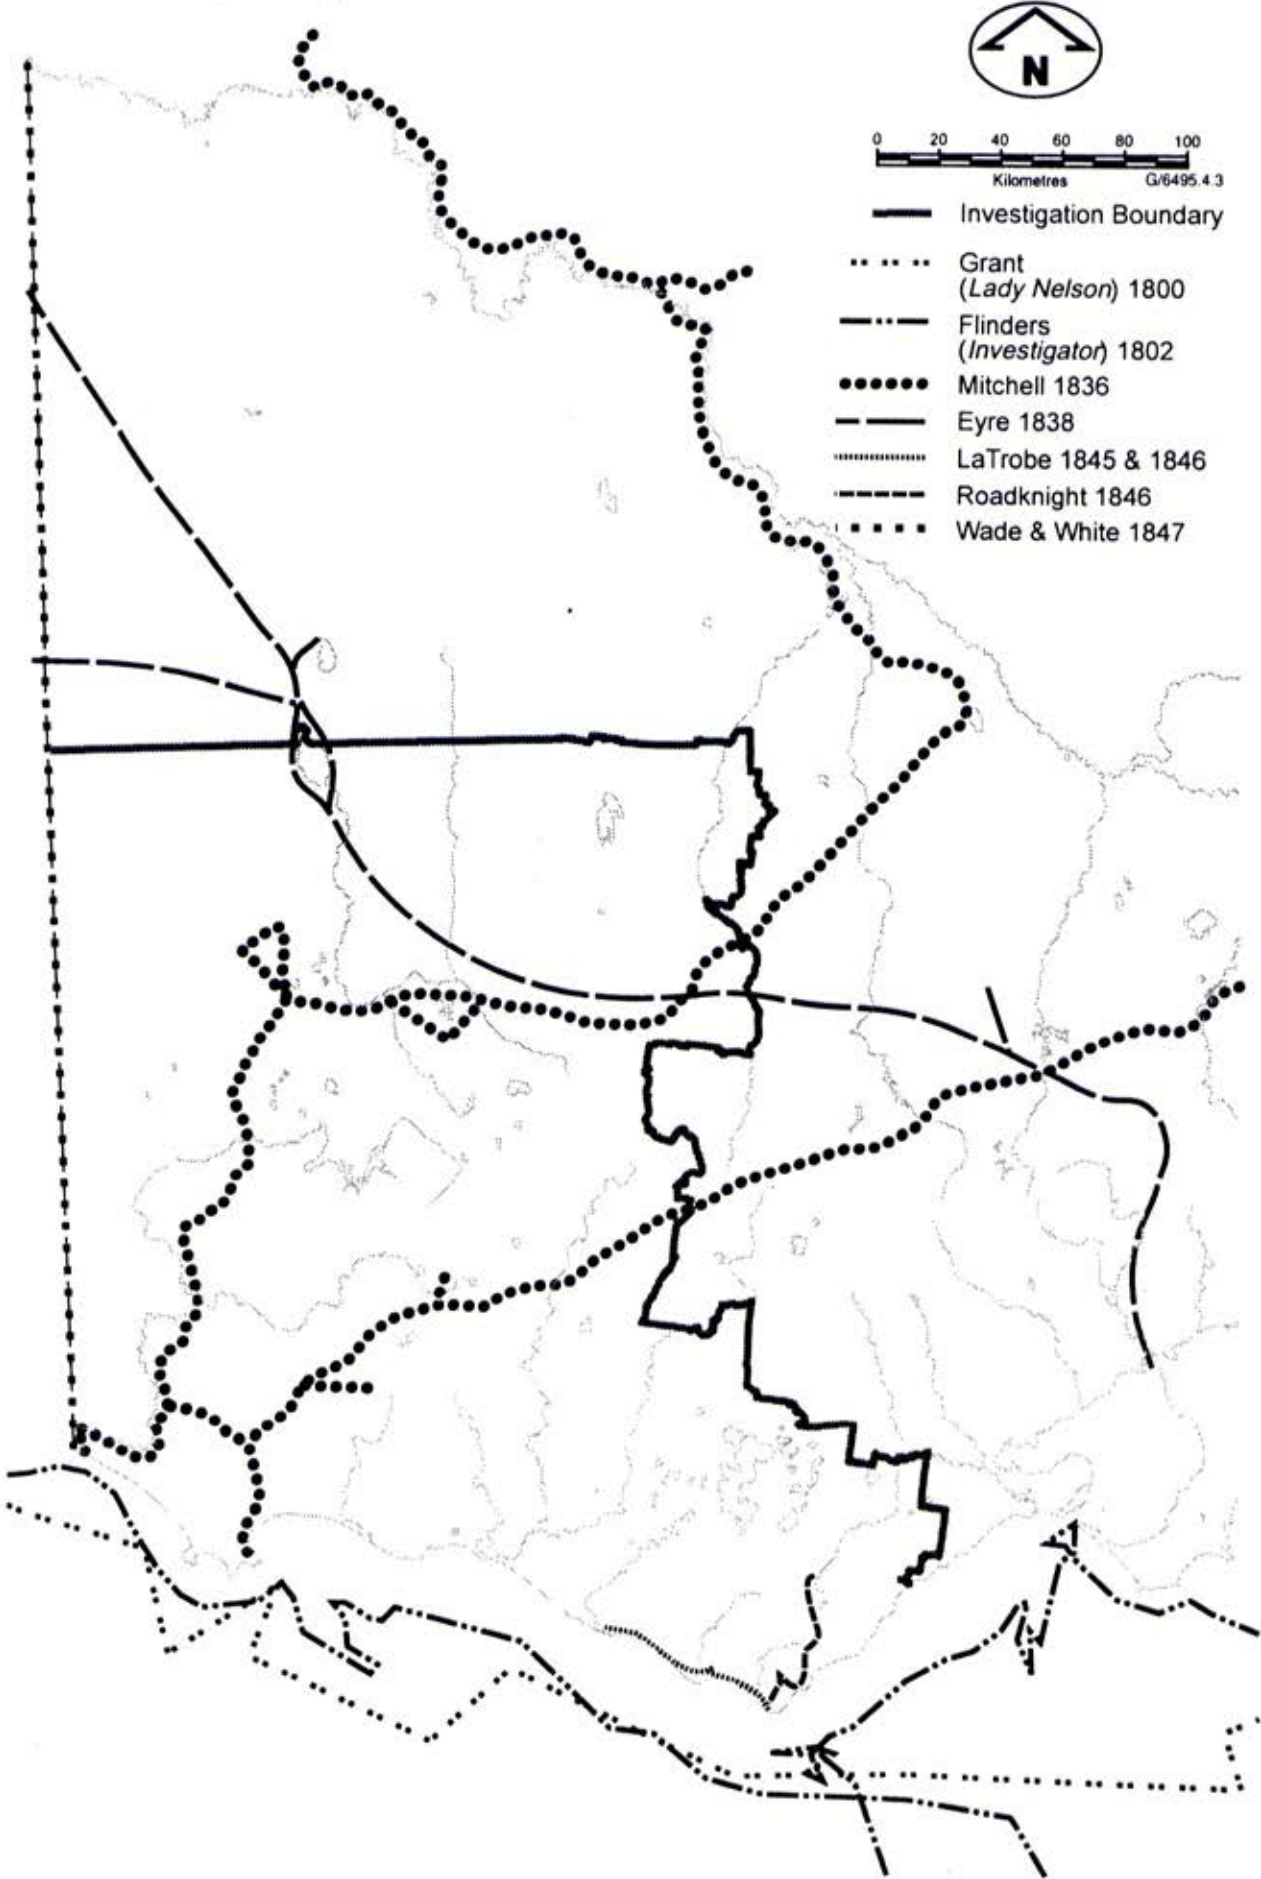 N
0 20 40 60 80 100
Kilometres G/6495.4.3
Investigation Boundary
Grant
(Lady Nelson) 1800
Flinders
(Investigator) 1802
Mitchell 1836
Eyre 1838
LaTrobe 1845 & 1846
Roadknight 1846
Wade & White 1847